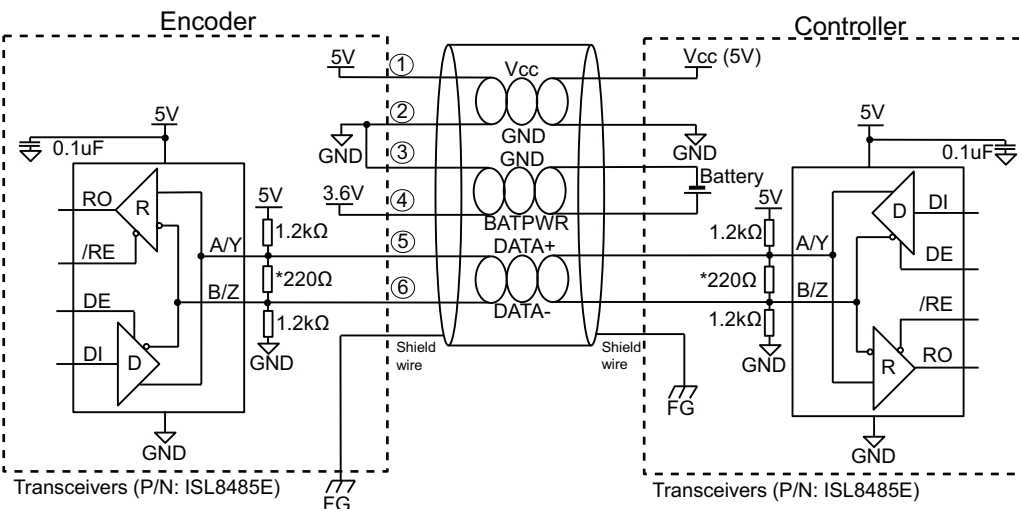 Encoder
Controller
5V
①
Vcc
Vcc (5V)
②
GND
GND
GND
5V
0.1uF
5V
0.1uF
③
GND
3.6V
④
BATPWR
Battery
RO
R
/RE
5V
1.2kΩ
A/Y
⑤
DATA+
*220Ω
B/Z
⑥
DATA-
1.2kΩ
GND
DE
DI
D
GND
5V
1.2kΩ
A/Y
*220Ω
B/Z
1.2kΩ
GND
D
DI
DE
/RE
R
RO
GND
Shield
wire
Shield
wire
FG
FG
Transceivers (P/N: ISL8485E)
Transceivers (P/N: ISL8485E)